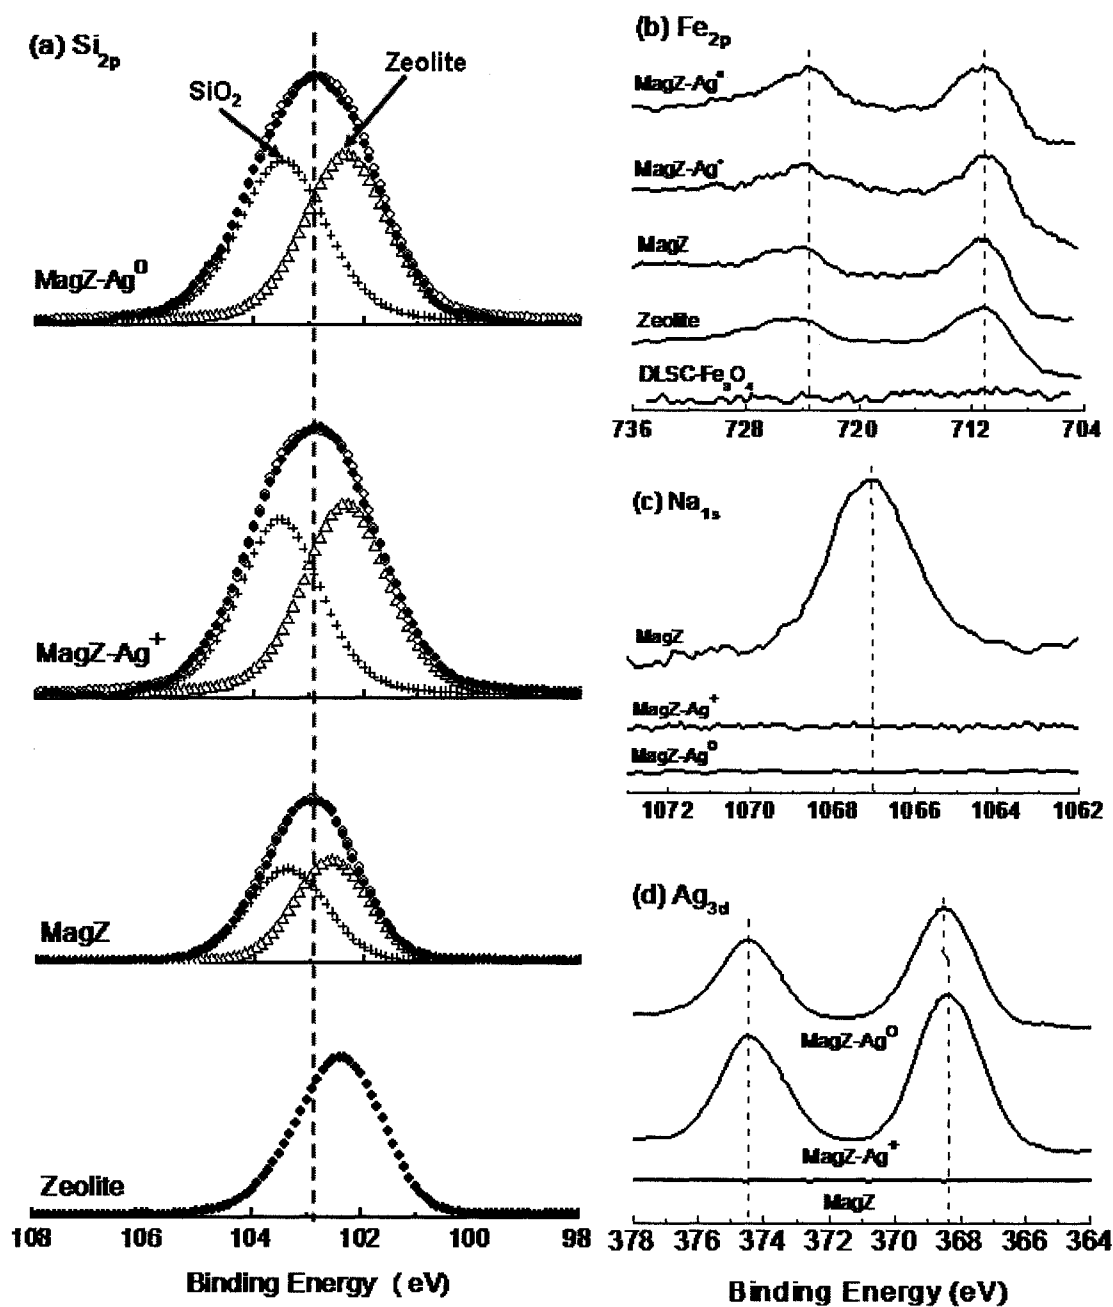 (a) Si2p
SiO2
Zeolite
MagZ-Ag0
MagZ-Ag+
MagZ
Zeolite
108 106 104 102 100 98
Binding Energy (eV)
(b) Fe2p
MagZ-Ag
MagZ-Ag
MagZ
Zeolite
DLSC-Fe3O4
736 728 720 712 704
(c) Na1s
MagZ
MagZ-Ag+
MagZ-Ag0
1072 1070 1068 1066 1064 1062
(d) Ag3d
MagZ-Ag0
MagZ-Ag+
MagZ
378 376 374 372 370 368 366 364
Binding Energy (eV)